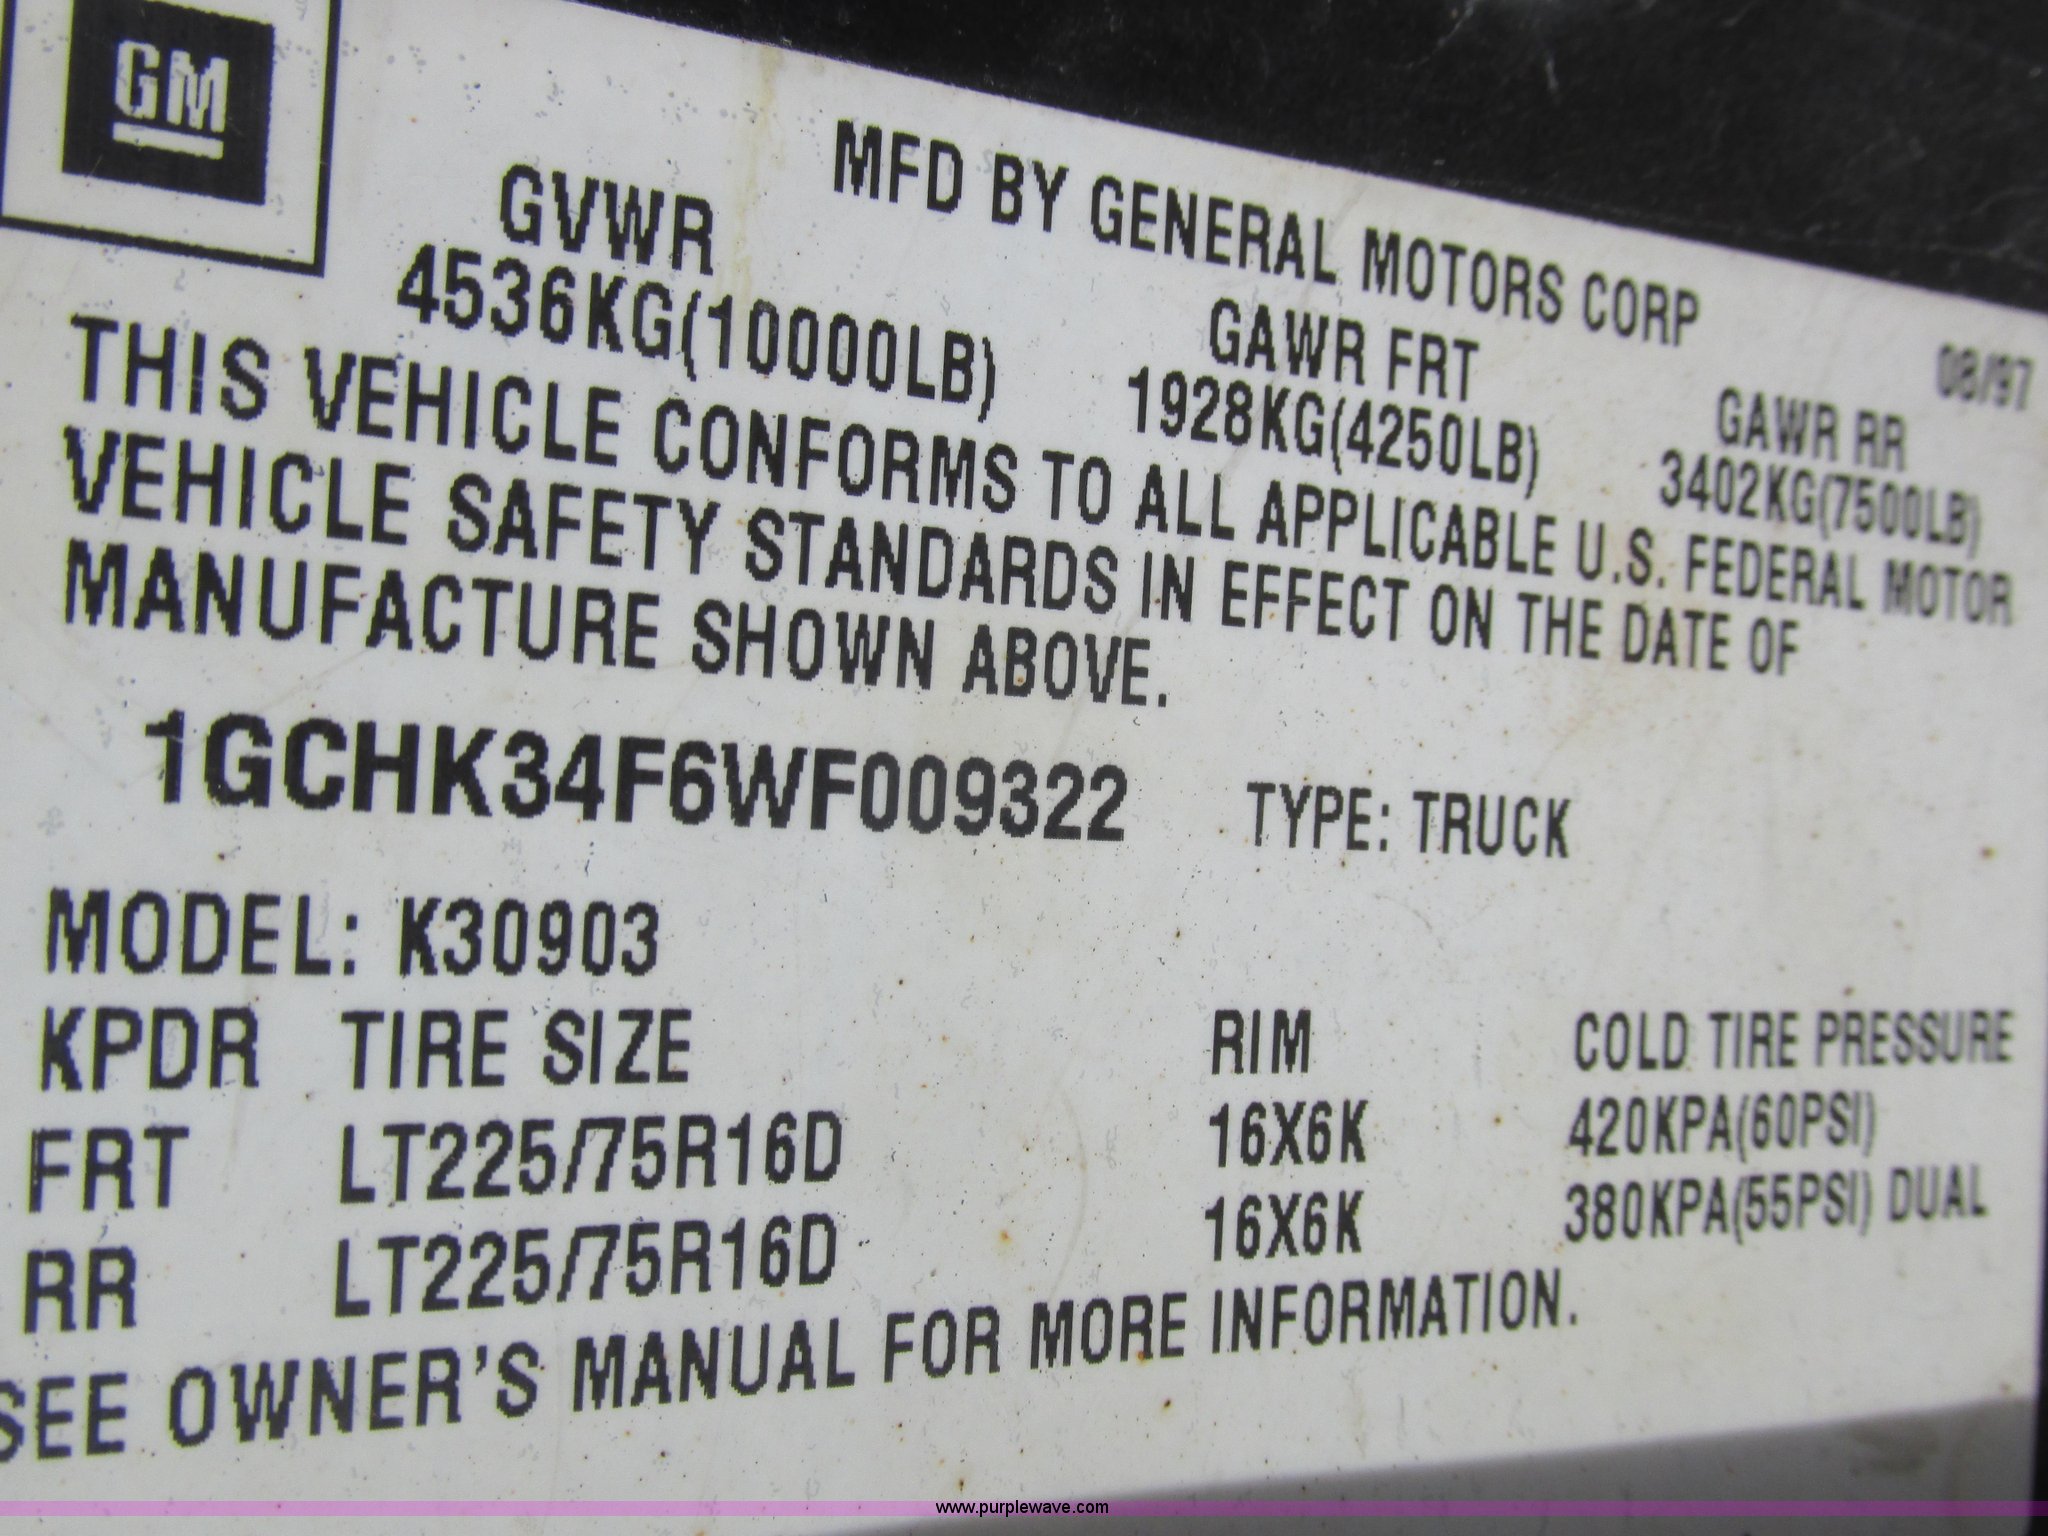 GM
MFD BY GENERAL MOTORS CORP 08/97
GVWR GAWR FRT GAWR RR
4536KG(10000LB) 1928KG(4250LB) 3402KG(7500LB)
THIS VEHICLE CONFORMS TO ALL APPLICABLE U.S. FEDERAL MOTOR
VEHICLE SAFETY STANDARDS IN EFFECT ON THE DATE OF
MANUFACTURE SHOWN ABOVE.
1GCHK34F6WF009322 TYPE: TRUCK
MODEL: K30903
KPDR TIRE SIZE RIM COLD TIRE PRESSURE
FRT LT225/75R16D 16X6K 420KPA(60PSI)
RR LT225/75R16D 16X6K 380KPA(55PSI) DUAL
SEE OWNER'S MANUAL FOR MORE INFORMATION.
www.purplewave.com